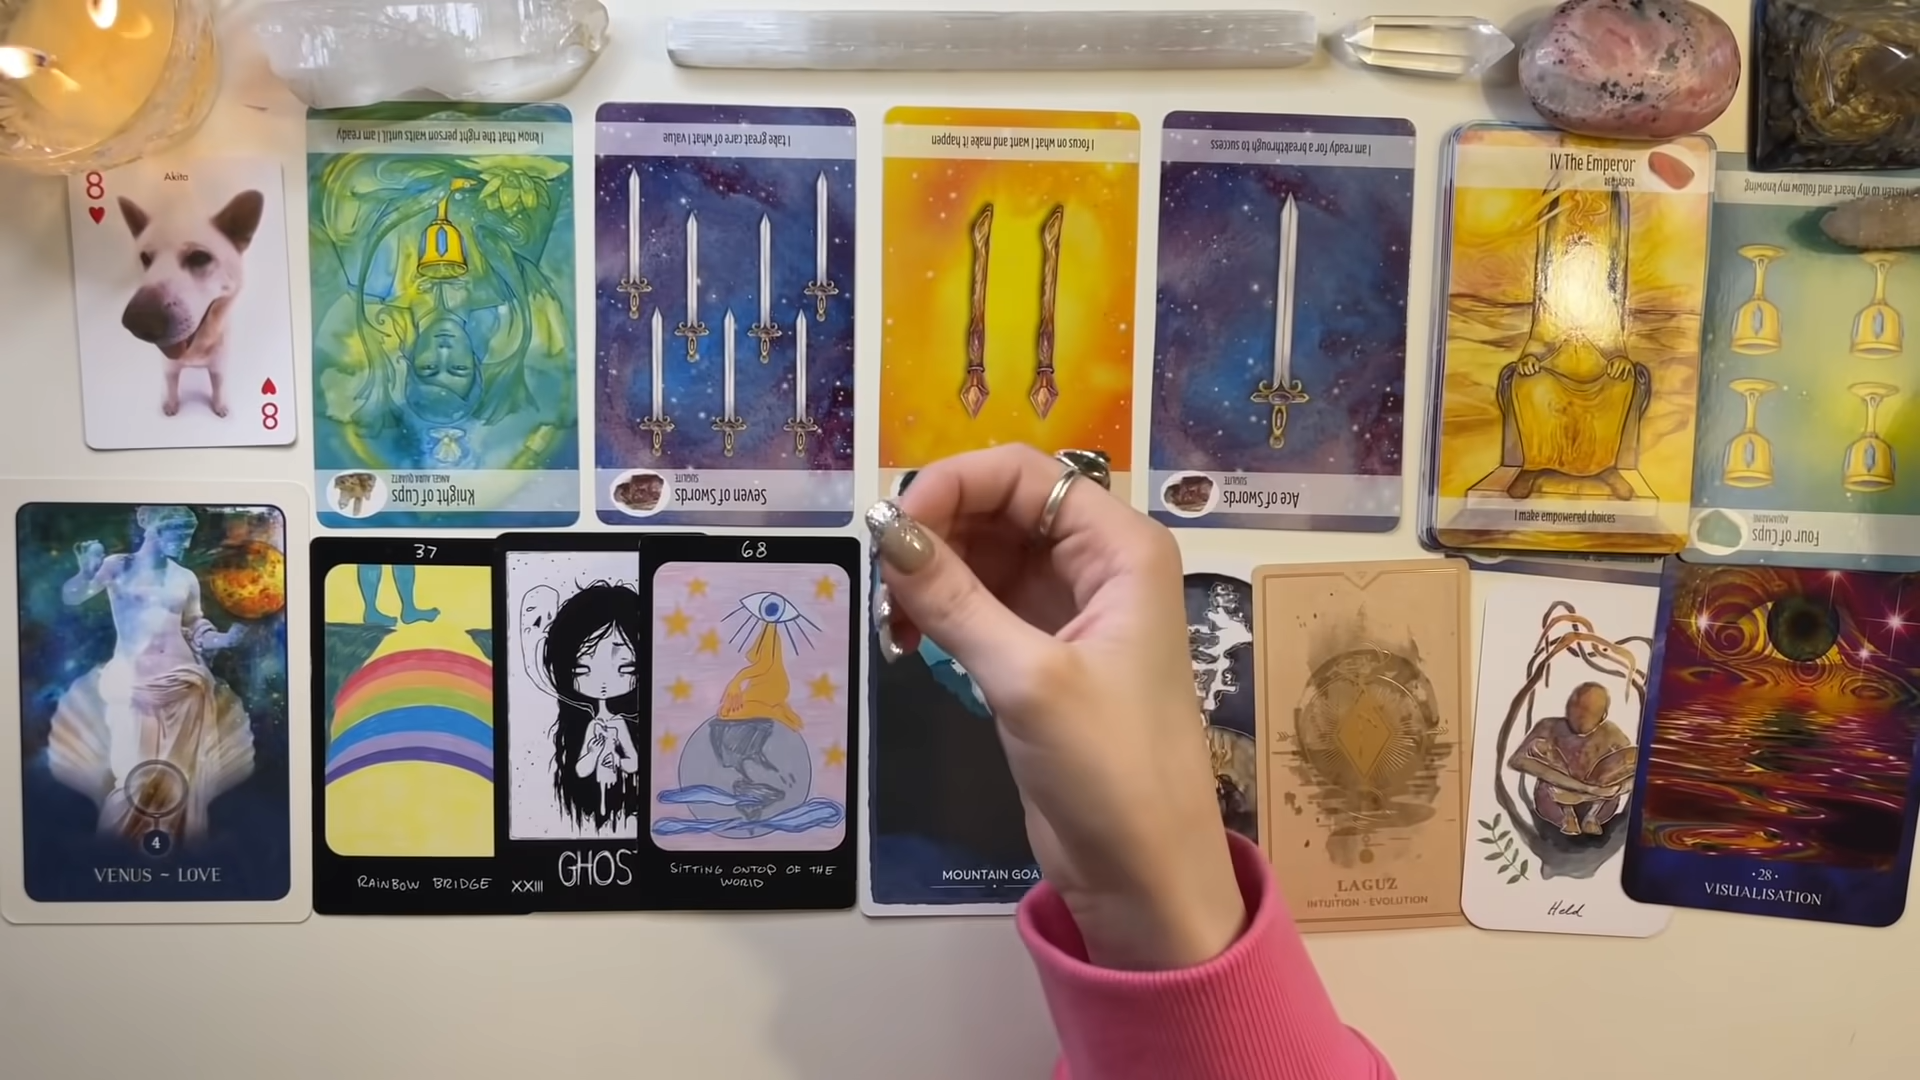 8
Akita
8
I know that the right person waits until I am ready
Knight of Cups
ANGEL AURA QUARTZ
I take great care of what I value
Seven of Swords
SUGILITE
I focus on what I want and make it happen
I am ready for a breakthrough to success
Ace of Swords
SUGILITE
IV The Emperor
RED JASPER
I make empowered choices
I listen to my heart and follow my knowing
Four of Cups
AQUAMARINE
4
VENUS ~ LOVE
37
RAINBOW BRIDGE
XXIII
GHOS
68
SITTING ONTOP OF THE
WORLD
MOUNTAIN GOA
LAGUZ
INTUITION - EVOLUTION
Held
·28·
VISUALISATION